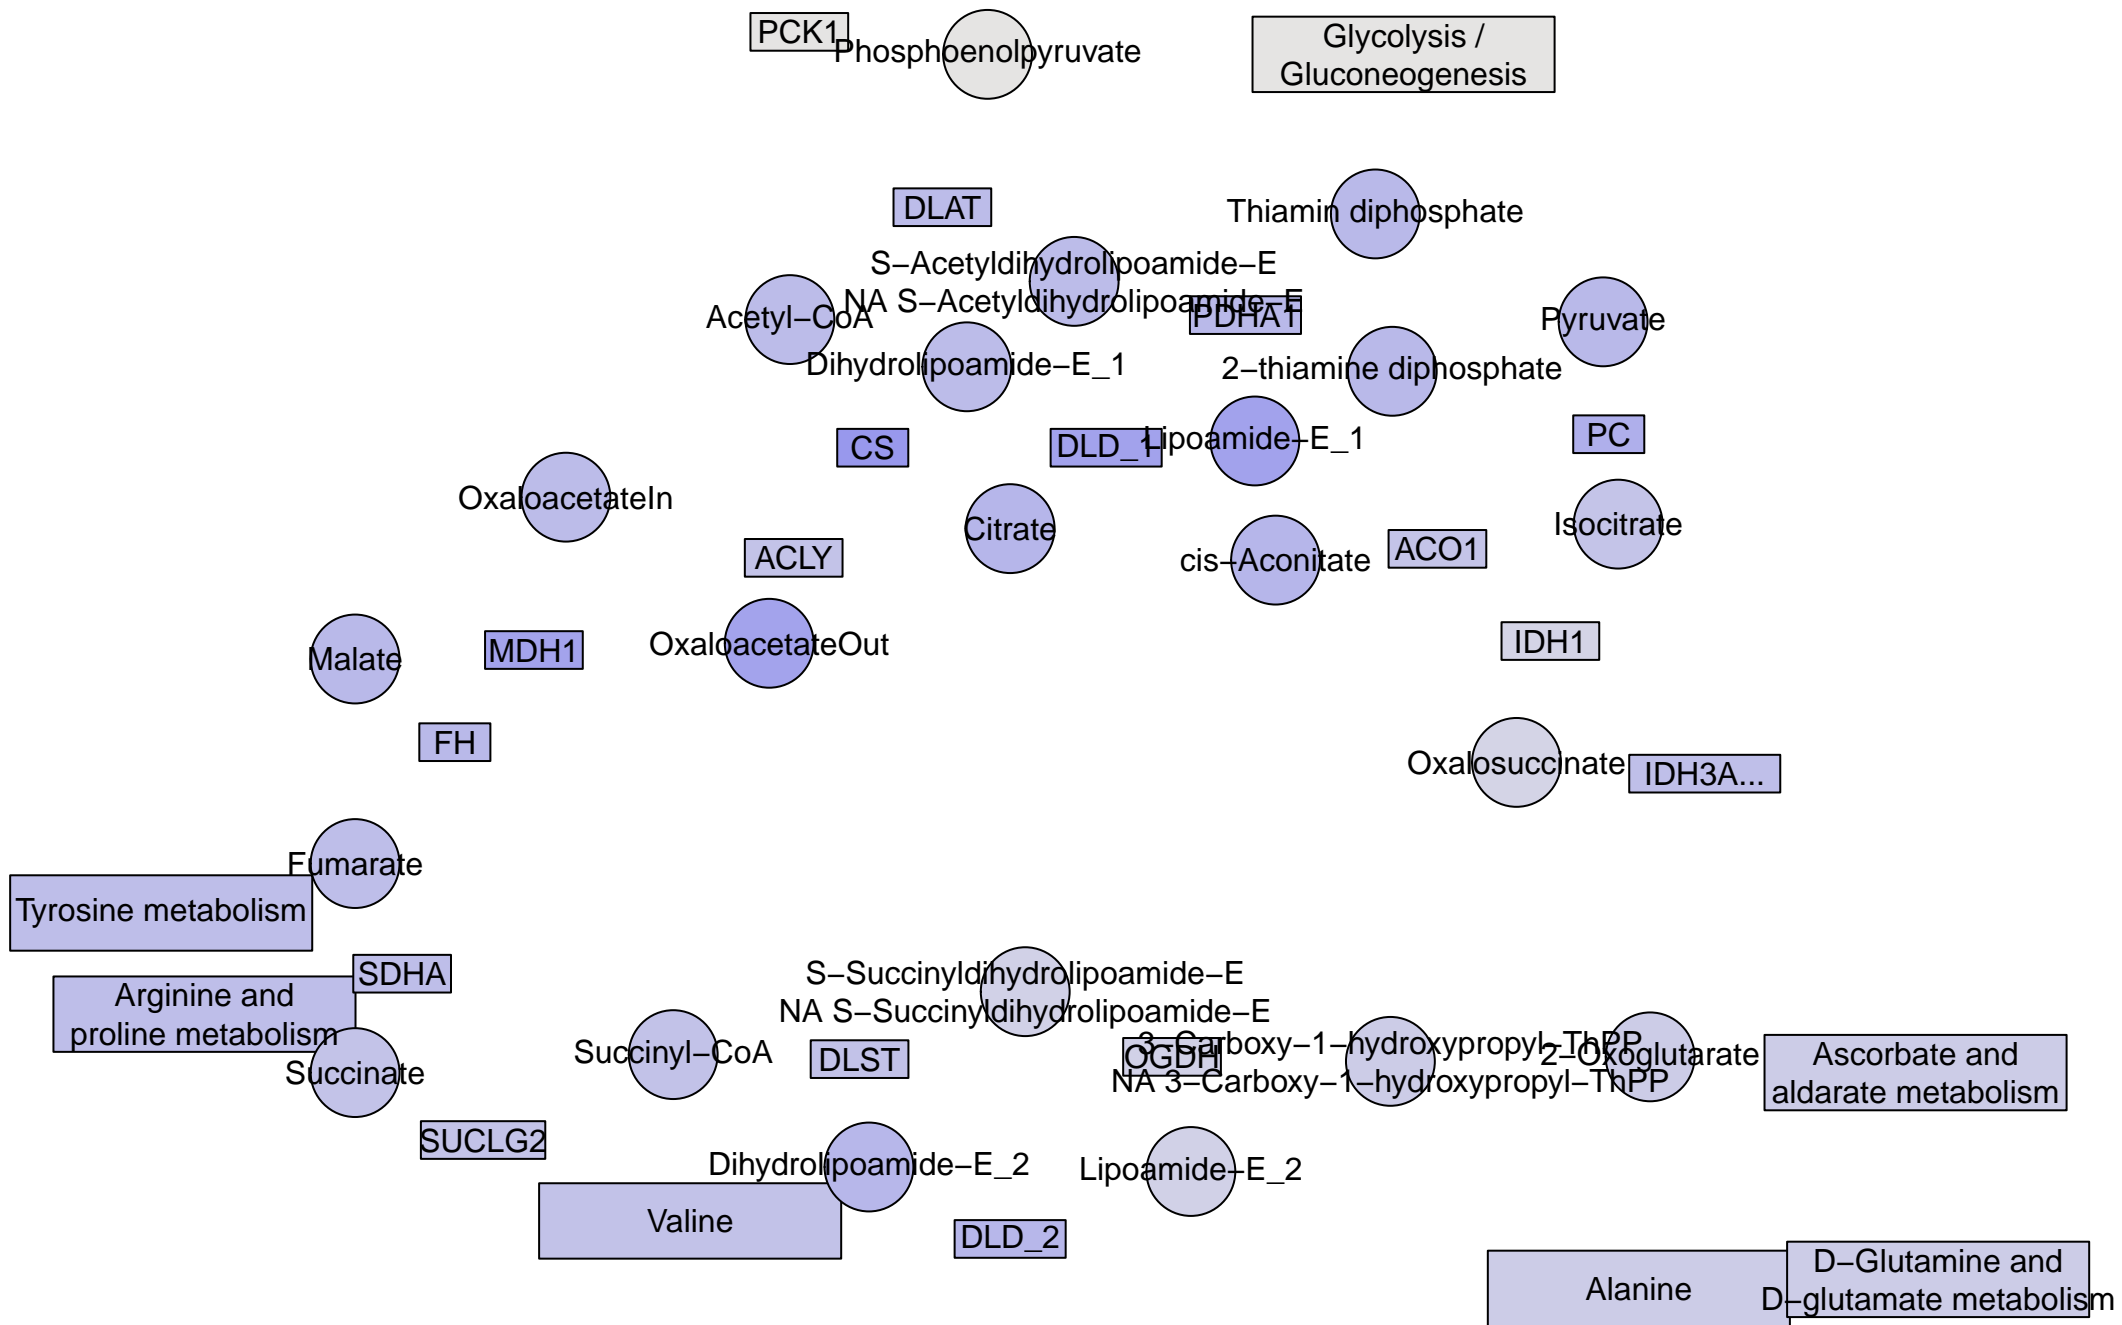 PCK1
Phosphoenolpyruvate
Glycolysis /
Gluconeogenesis
DLAT
Thiamin diphosphate
S−Acetyldihydrolipoamide−E
NA S−Acetyldihydrolipoamide−E
Acetyl−CoA
PDHA1
Pyruvate
Dihydrolipoamide−E_1
2−thiamine diphosphate
CS
DLD_1
Lipoamide−E_1
PC
OxaloacetateIn
Citrate
Isocitrate
ACLY
cis−Aconitate
ACO1
Malate
MDH1
OxaloacetateOut
IDH1
FH
Oxalosuccinate
IDH3A...
Fumarate
Tyrosine metabolism
SDHA
Arginine and
proline metabolism
S−Succinyldihydrolipoamide−E
NA S−Succinyldihydrolipoamide−E
Succinate
Succinyl−CoA
DLST
OGDH
3−Carboxy−1−hydroxypropyl−ThPP
NA 3−Carboxy−1−hydroxypropyl−ThPP
2−Oxoglutarate
Ascorbate and
aldarate metabolism
SUCLG2
Dihydrolipoamide−E_2
Lipoamide−E_2
Valine
DLD_2
Alanine
D−Glutamine and
D−glutamate metabolism